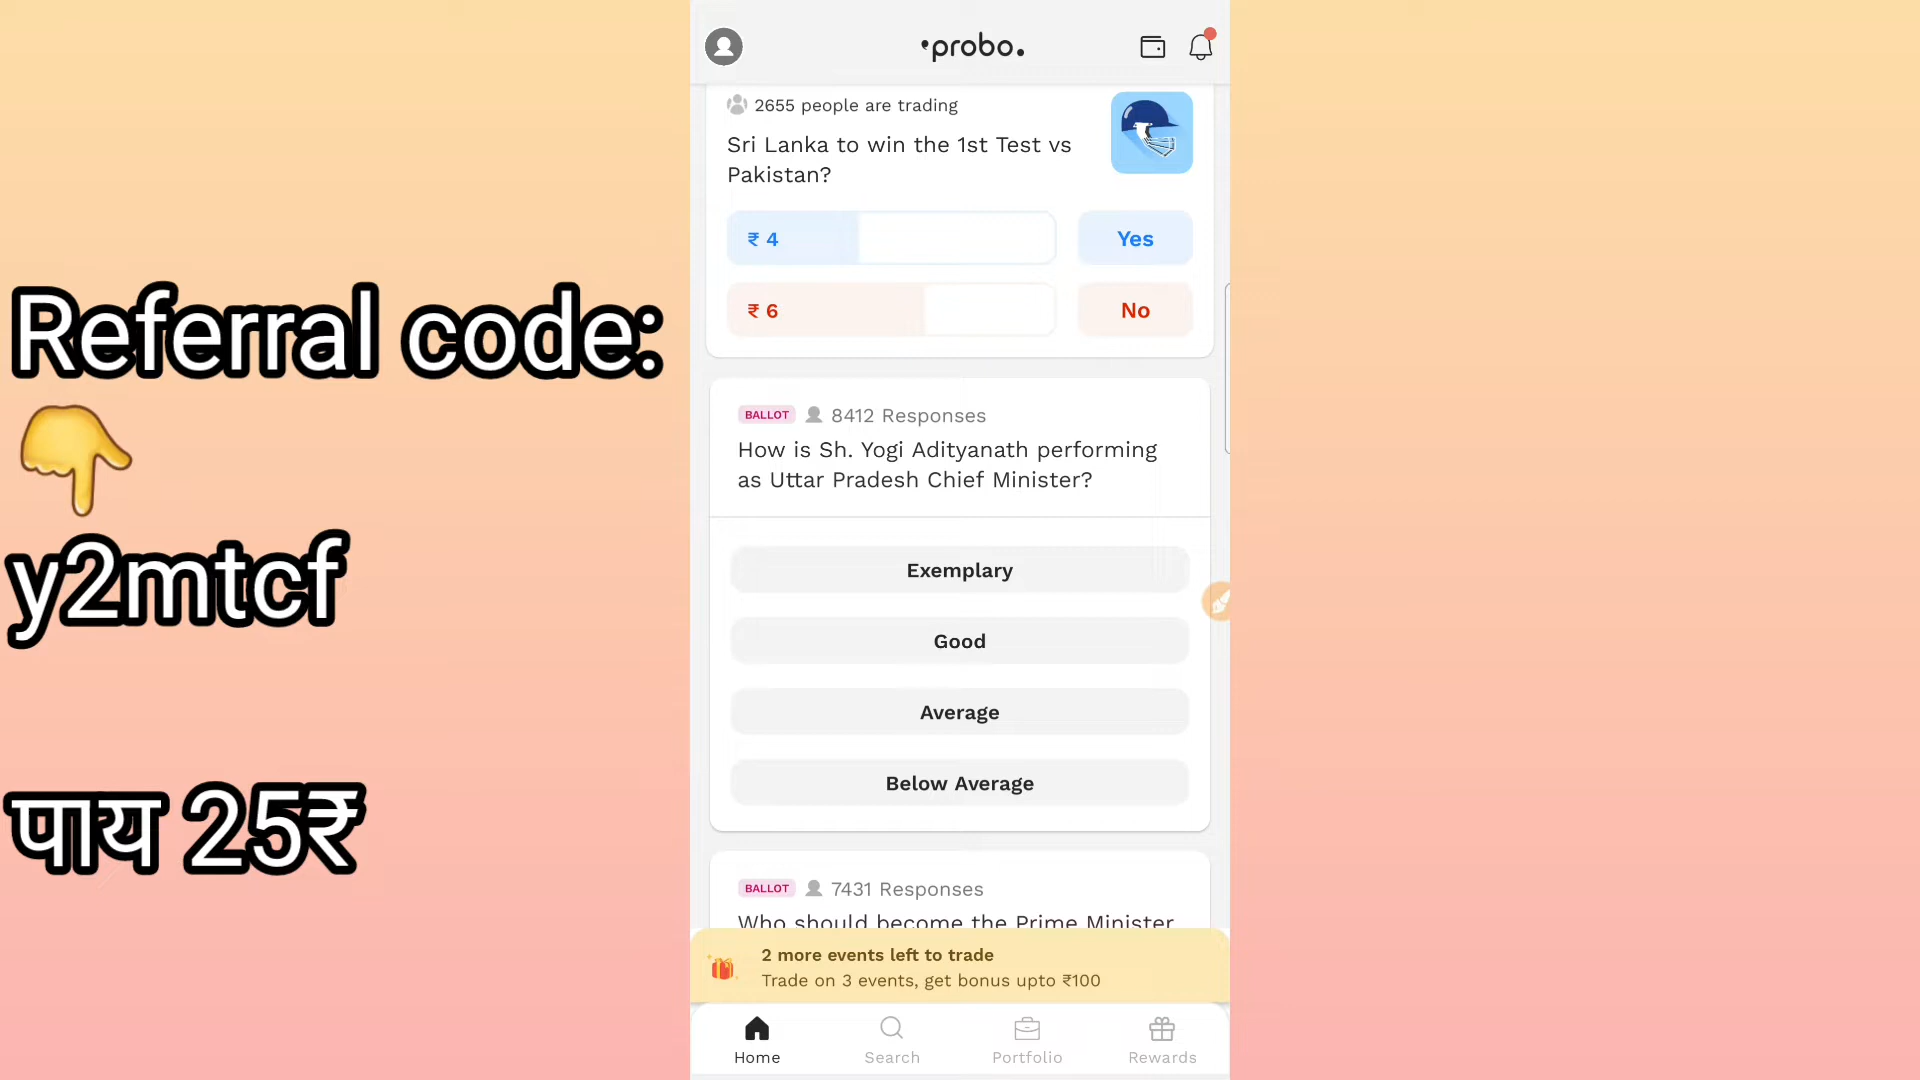 Referral code:
👇
y2mtcf
पाय 25₹
probo.
2655 people are trading
Sri Lanka to win the 1st Test vs
Pakistan?
₹ 4
Yes
₹ 6
No
BALLOT 8412 Responses
How is Sh. Yogi Adityanath performing
as Uttar Pradesh Chief Minister?
Exemplary
Good
Average
Below Average
BALLOT 7431 Responses
Who should become the Prime Minister
2 more events left to trade
Trade on 3 events, get bonus upto ₹100
Home
Search
Portfolio
Rewards